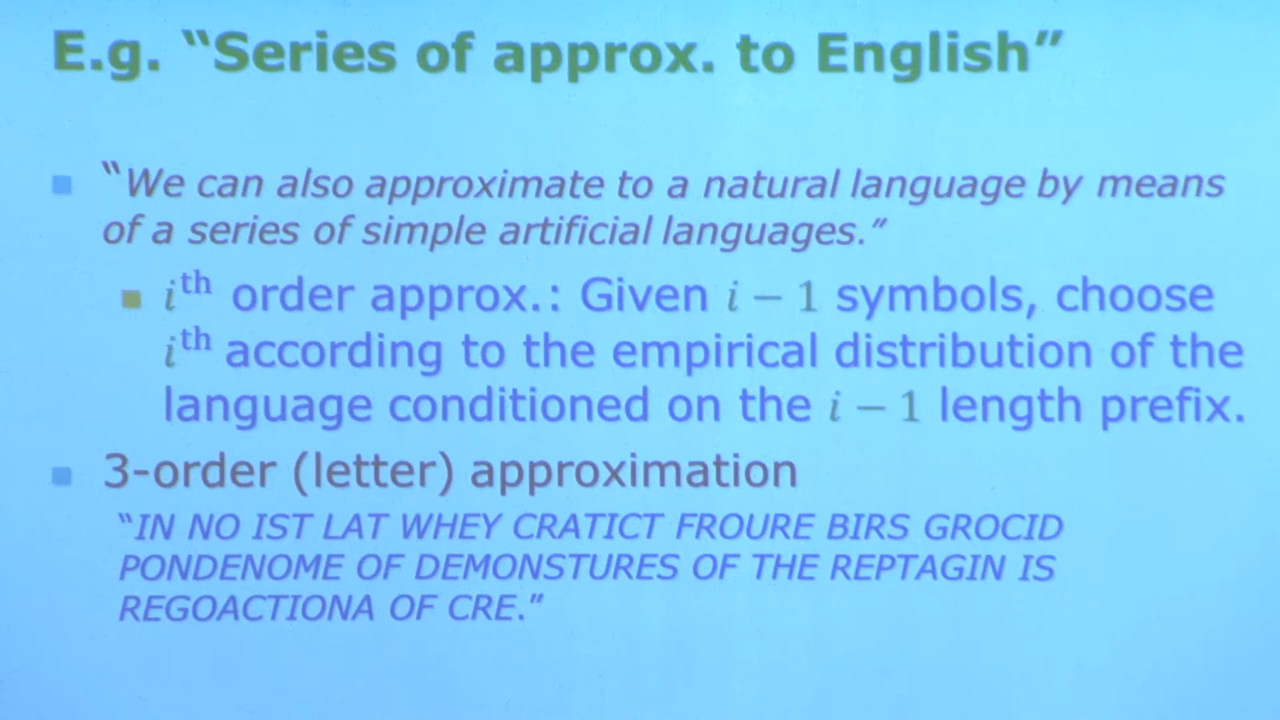 E.g. “Series of approx. to English”
“We can also approximate to a natural language by means
of a series of simple artificial languages.”
iᵗʰ order approx.: Given i − 1 symbols, choose
iᵗʰ according to the empirical distribution of the
language conditioned on the i − 1 length prefix.
3-order (letter) approximation
“IN NO IST LAT WHEY CRATICT FROURE BIRS GROCID
PONDENOME OF DEMONSTURES OF THE REPTAGIN IS
REGOACTIONA OF CRE.”